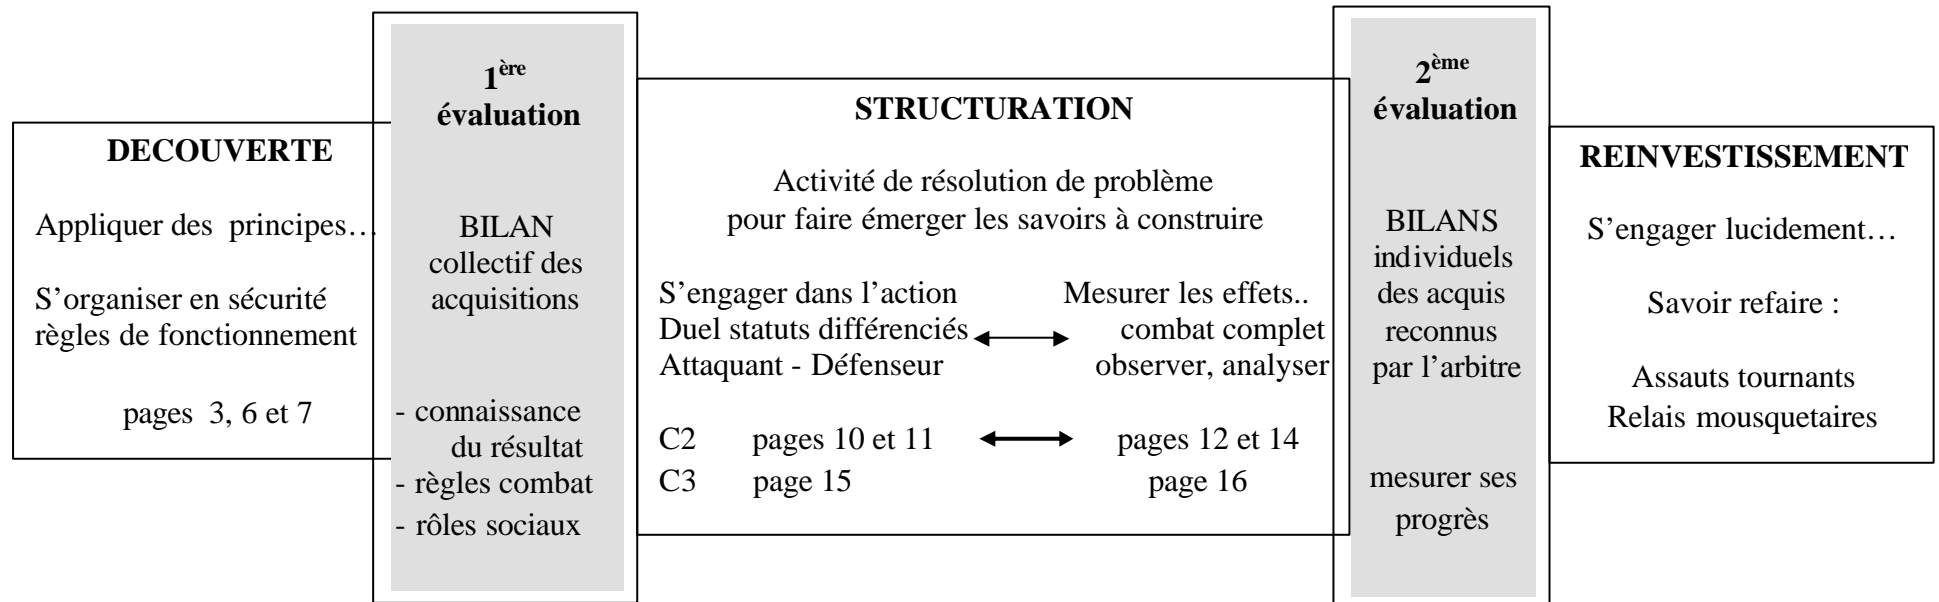 DECOUVERTE
Appliquer des principes…
S’organiser en sécurité
règles de fonctionnement
pages 3, 6 et 7
1ère
évaluation
BILAN
collectif des
acquisitions
- connaissance
du résultat
- règles combat
- rôles sociaux
STRUCTURATION
Activité de résolution de problème
pour faire émerger les savoirs à construire
S’engager dans l’action
Duel statuts différenciés
Attaquant - Défenseur
Mesurer les effets..
combat complet
observer, analyser
C2 pages 10 et 11 pages 12 et 14
C3 page 15 page 16
2ème
évaluation
BILANS
individuels
des acquis
reconnus
par l’arbitre
mesurer ses
progrès
REINVESTISSEMENT
S’engager lucidement…
Savoir refaire :
Assauts tournants
Relais mousquetaires